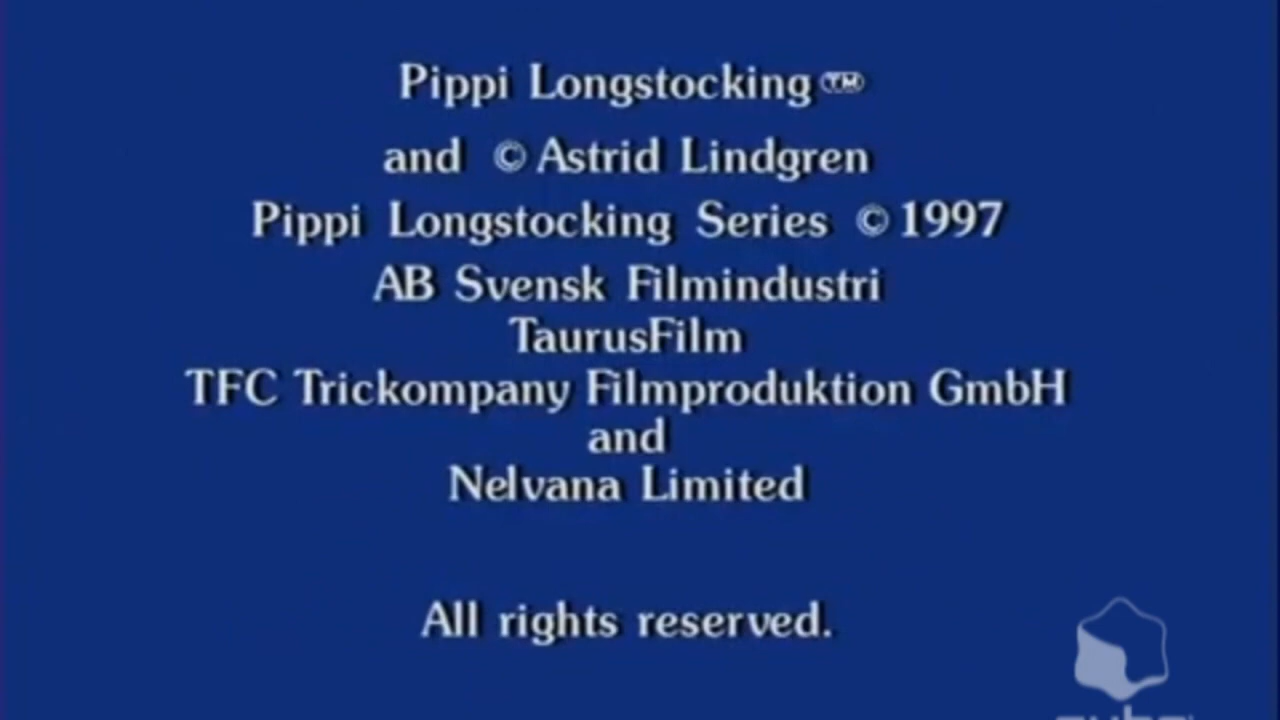 Pippi Longstocking™
and © Astrid Lindgren
Pippi Longstocking Series © 1997
AB Svensk Filmindustri
TaurusFilm
TFC Trickompany Filmproduktion GmbH
and
Nelvana Limited
All rights reserved.